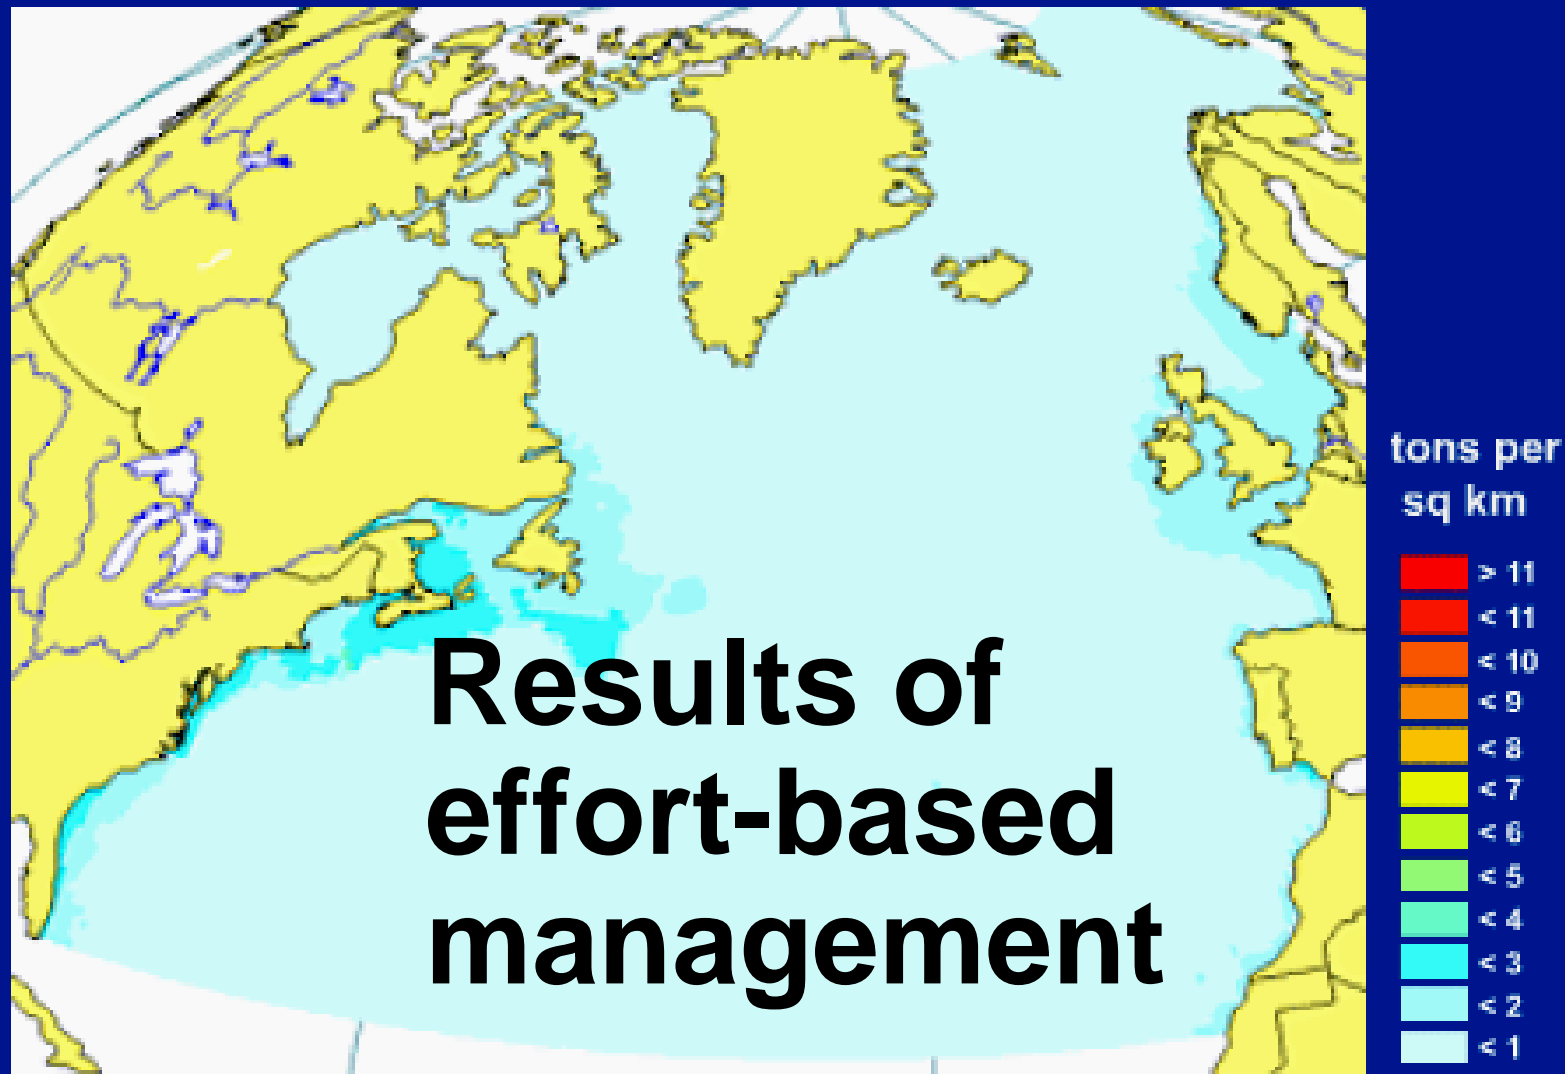 Results of
effort-based
management
tons per
sq km
> 11
< 11
< 10
< 9
< 8
< 7
< 6
< 5
< 4
< 3
< 2
< 1